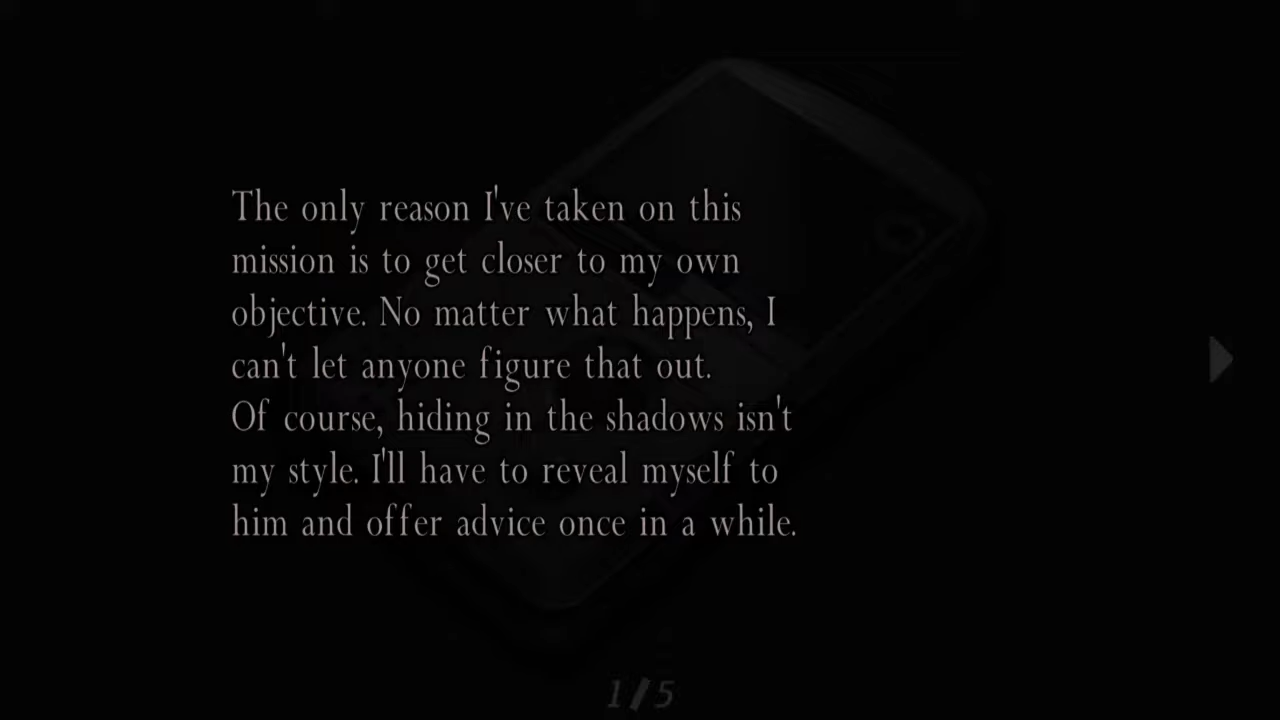 The only reason I've taken on this
mission is to get closer to my own
objective. No matter what happens, I
can't let anyone figure that out.
Of course, hiding in the shadows isn't
my style. I'll have to reveal myself to
him and offer advice once in a while.
1/5